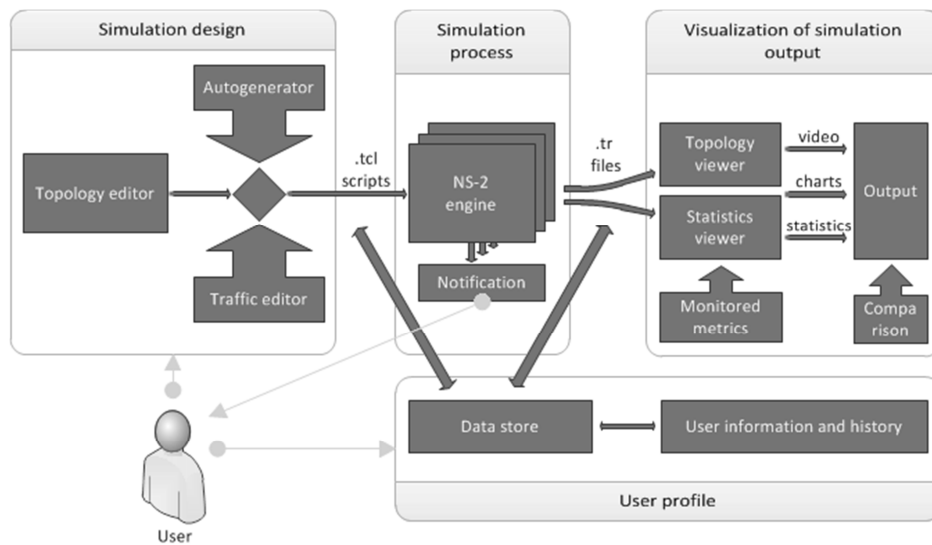 Simulation design
Autogenerator
Topology editor
Traffic editor
.tcl
scripts
Simulation
process
NS-2
engine
Notification
.tr
files
Visualization of simulation
output
Topology
viewer
Statistics
viewer
Monitored
metrics
video
charts
statistics
Output
Compa
rison
Data store
User information and history
User profile
User